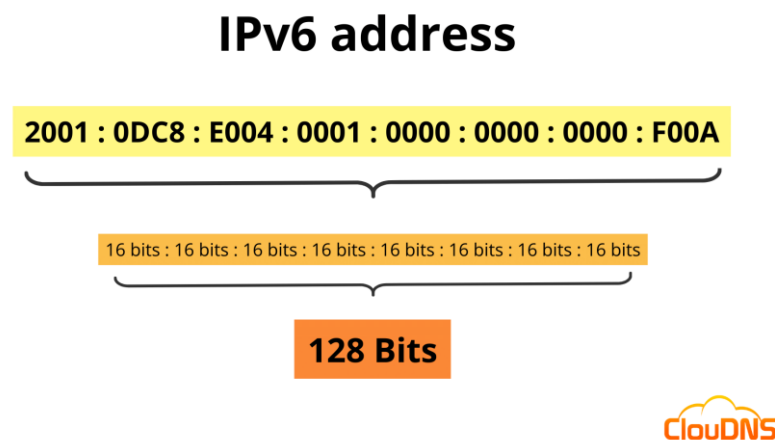 IPv6 address
2001 : 0DC8 : E004 : 0001 : 0000 : 0000 : 0000 : F00A
16 bits : 16 bits : 16 bits : 16 bits : 16 bits : 16 bits : 16 bits : 16 bits
128 Bits
ClouDNS